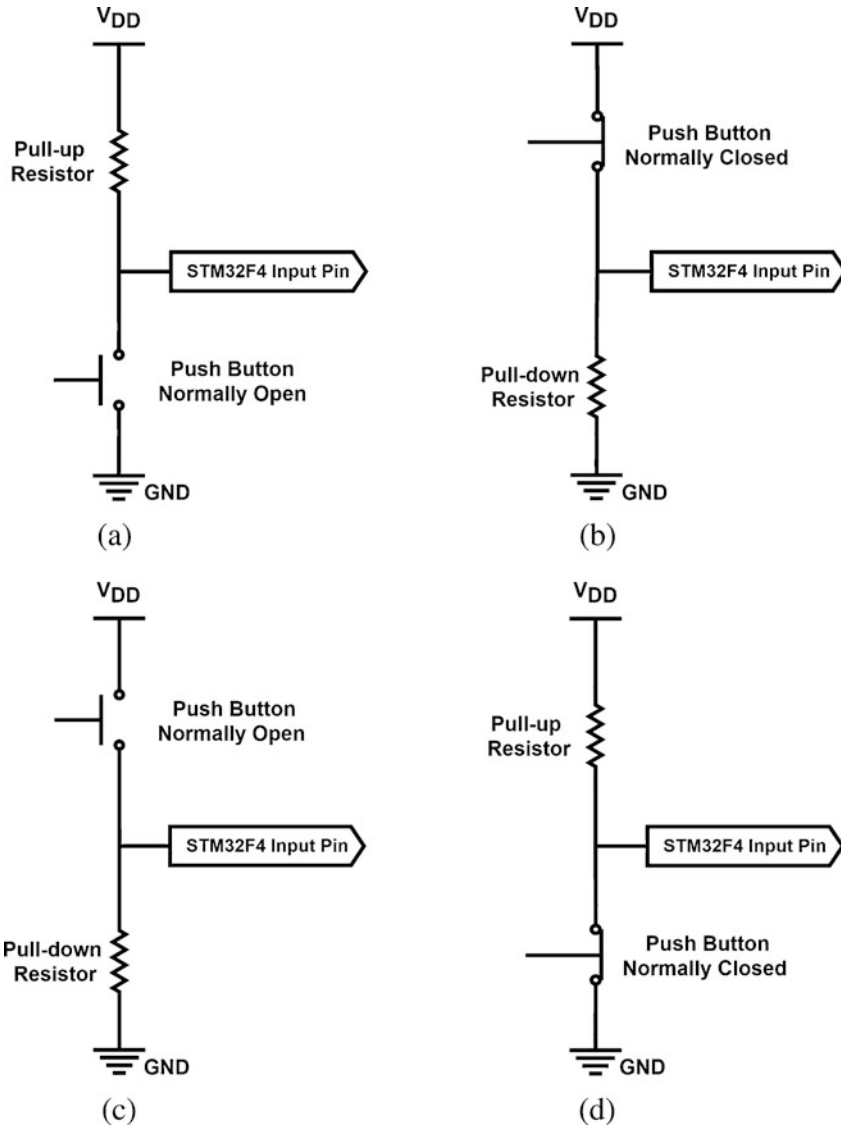 VDD
Pull-up
Resistor
STM32F4 Input Pin
Push Button
Normally Open
GND
(a)
VDD
Push Button
Normally Closed
STM32F4 Input Pin
Pull-down
Resistor
GND
(b)
VDD
Push Button
Normally Open
STM32F4 Input Pin
Pull-down
Resistor
GND
(c)
VDD
Pull-up
Resistor
STM32F4 Input Pin
Push Button
Normally Closed
GND
(d)